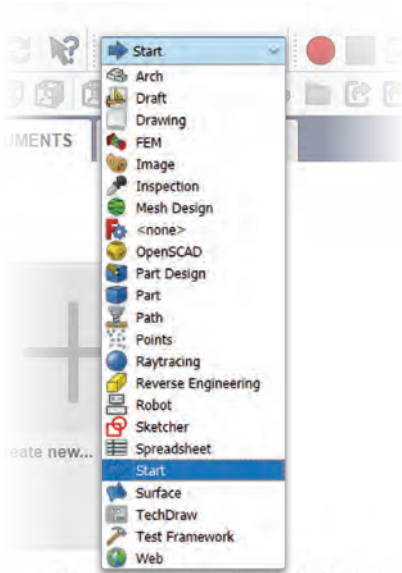 Start
Arch
Draft
Drawing
UMENTS
FEM
Image
Inspection
Mesh Design
<none>
OpenSCAD
Part Design
Part
Path
Points
Raytracing
Reverse Engineering
Robot
Sketcher
eate new...
Spreadsheet
Start
Surface
TechDraw
Test Framework
Web